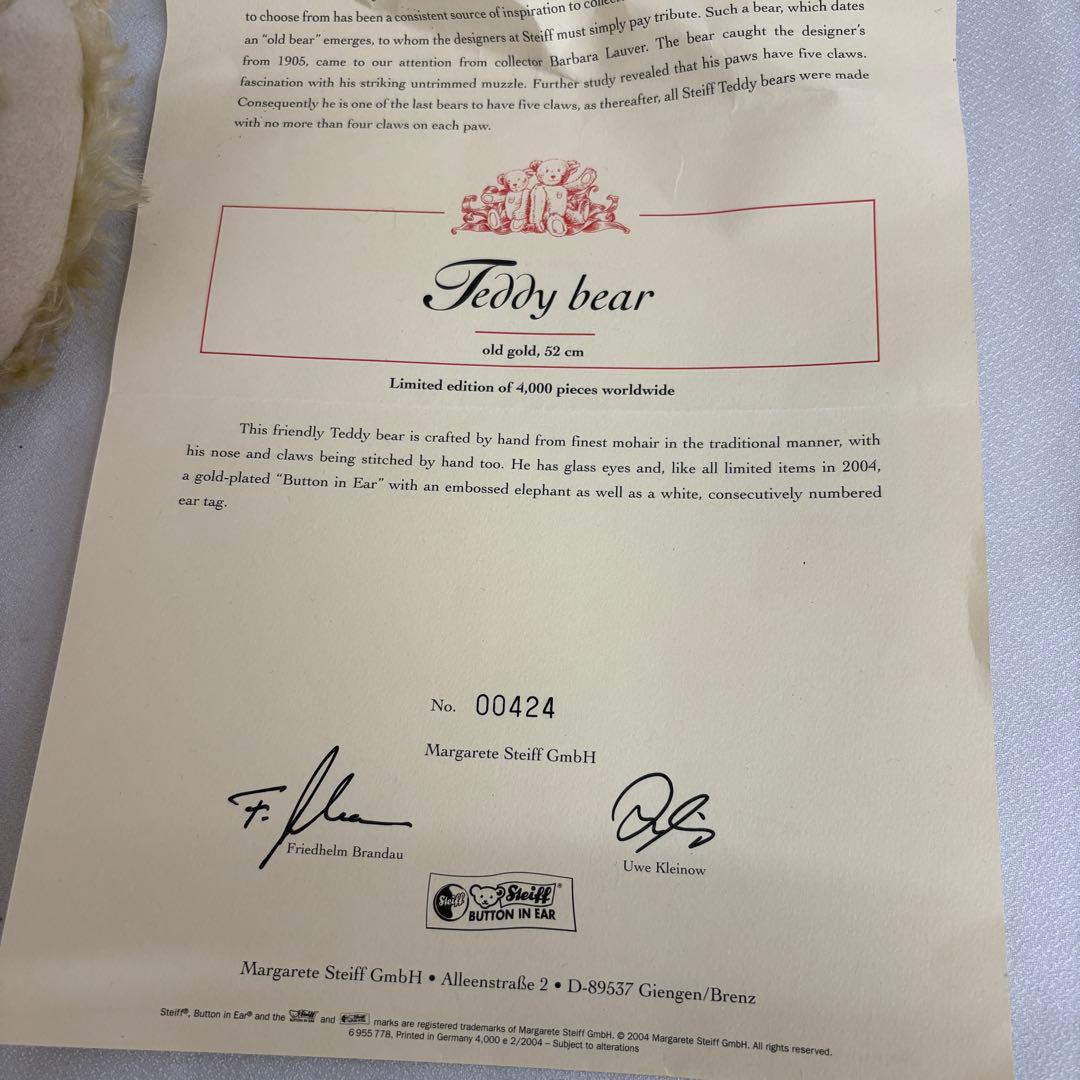 to choose from has been a consistent source of inspiration to
an “old bear” emerges, to whom the designers at Steiff must simply pay tribute. Such a bear, which dates
from 1905, came to our attention from collector Barbara Lauver. The bear caught the designer’s
fascination with his striking untrimmed muzzle. Further study revealed that his paws have five claws.
Consequently he is one of the last bears to have five claws, as thereafter, all Steiff Teddy bears were made
with no more than four claws on each paw.
Teddy bear
old gold, 52 cm
Limited edition of 4,000 pieces worldwide
This friendly Teddy bear is crafted by hand from finest mohair in the traditional manner, with
his nose and claws being stitched by hand too. He has glass eyes and, like all limited items in 2004,
a gold-plated “Button in Ear” with an embossed elephant as well as a white, consecutively numbered
ear tag.
No. 00424
Margarete Steiff GmbH
Friedhelm Brandau
Uwe Kleinow
Steiff Steiff®
BUTTON IN EAR
Margarete Steiff GmbH • Alleenstraße 2 • D-89537 Giengen/Brenz
Steiff®, Button in Ear® and the and marks are registered trademarks of Margarete Steiff GmbH. © 2004 Margarete Steiff GmbH. All rights reserved.
6 955 778, Printed in Germany 4,000 e 2/2004 – Subject to alterations